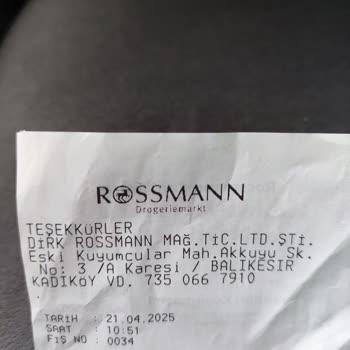 ROSSMANN
Drogeriemarkt
TEŞEKKÜRLER
DİRK ROSSMANN MAĞ.TİC.LTD.ŞTİ.
Eski Kuyumcular Mah.Akkuyu Sk.
No: 3 /A Karesi / BALIKESİR
KADIKÖY VD. 735 066 7910
.
TARİH : 21.04.2025
SAAT : 10:51
FİŞ NO : 0034